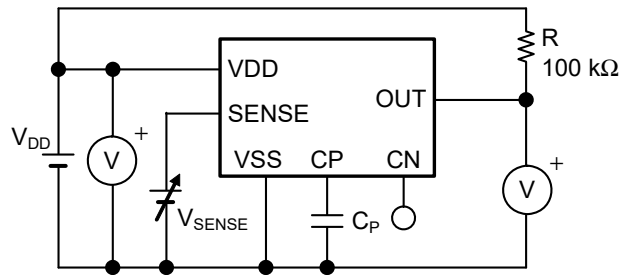 R
100 kΩ
VDD
OUT
SENSE
VSS CP CN
V_DD
V +
V_SENSE
C_P
V +